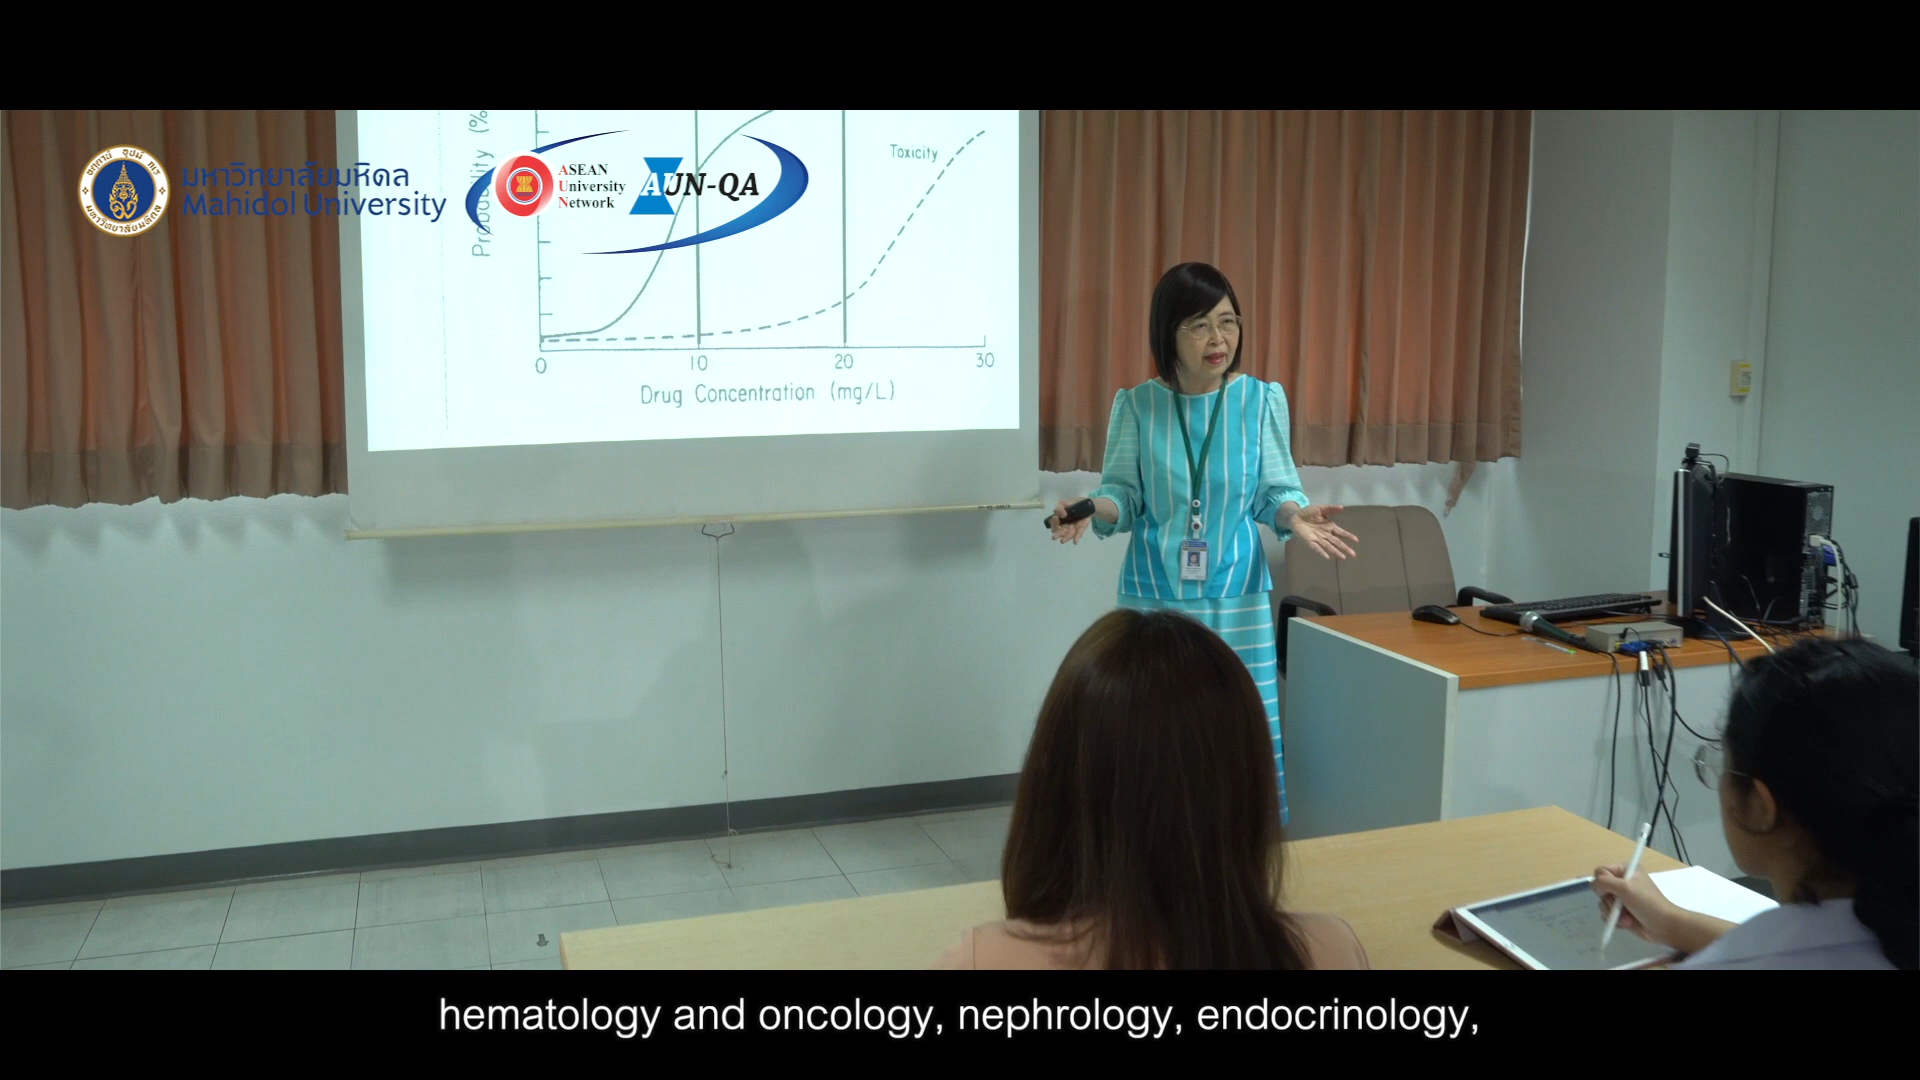 มหาวิทยาลัยมหิดล
Mahidol University
ASEAN
University
Network
AUN-QA
Toxicity
0
10
20
30
Drug Concentration (mg/L)
hematology and oncology, nephrology, endocrinology,